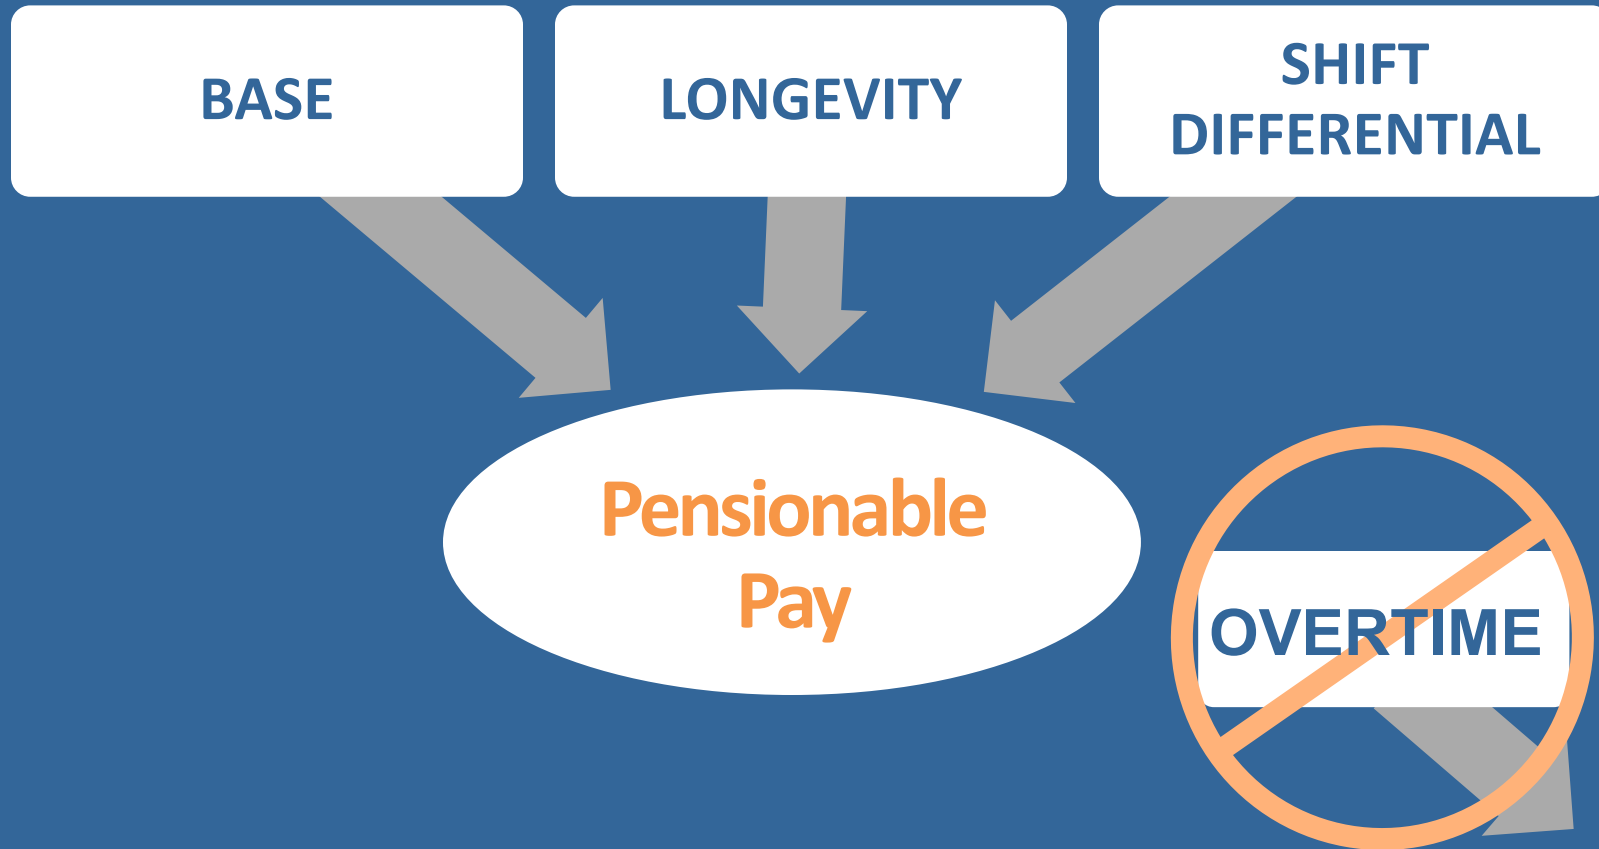 BASE
LONGEVITY
SHIFT
DIFFERENTIAL
Pensionable
Pay
OVERTIME